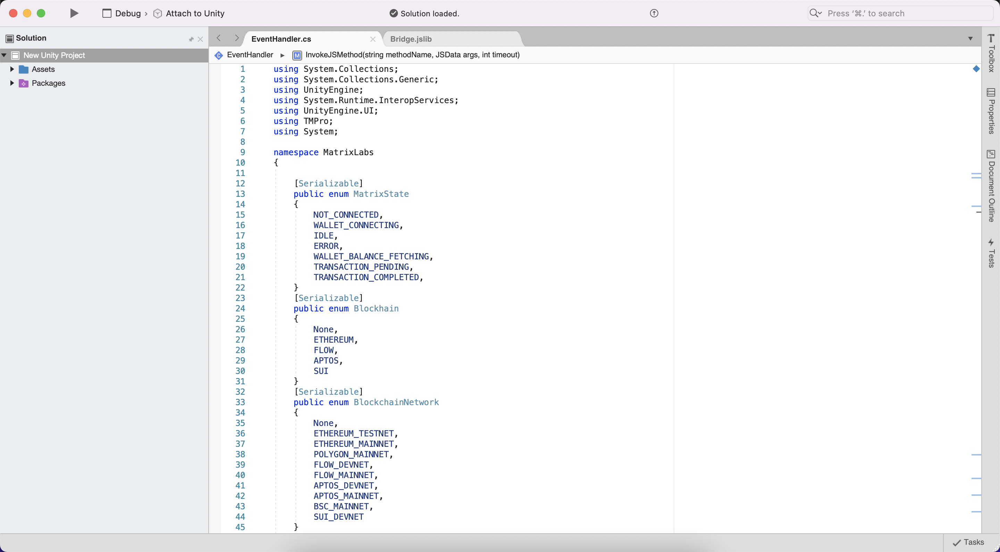 Debug › Attach to Unity
Solution loaded.
Press ‘⌘.’ to search
Solution
New Unity Project
Assets
Packages
EventHandler.cs
Bridge.jslib
EventHandler ▸ M InvokeJSMethod(string methodName, JSData args, int timeout)
1 using System.Collections;
2 using System.Collections.Generic;
3 using UnityEngine;
4 using System.Runtime.InteropServices;
5 using UnityEngine.UI;
6 using TMPro;
7 using System;
8
9 namespace MatrixLabs
10 {
11
12 [Serializable]
13 public enum MatrixState
14 {
15 NOT_CONNECTED,
16 WALLET_CONNECTING,
17 IDLE,
18 ERROR,
19 WALLET_BALANCE_FETCHING,
20 TRANSACTION_PENDING,
21 TRANSACTION_COMPLETED,
22 }
23 [Serializable]
24 public enum Blockhain
25 {
26 None,
27 ETHEREUM,
28 FLOW,
29 APTOS,
30 SUI
31 }
32 [Serializable]
33 public enum BlockchainNetwork
34 {
35 None,
36 ETHEREUM_TESTNET,
37 ETHEREUM_MAINNET,
38 POLYGON_MAINNET,
39 FLOW_DEVNET,
40 FLOW_MAINNET,
41 APTOS_DEVNET,
42 APTOS_MAINNET,
43 BSC_MAINNET,
44 SUI_DEVNET
45 }
Toolbox
Properties
Document Outline
Tests
Tasks